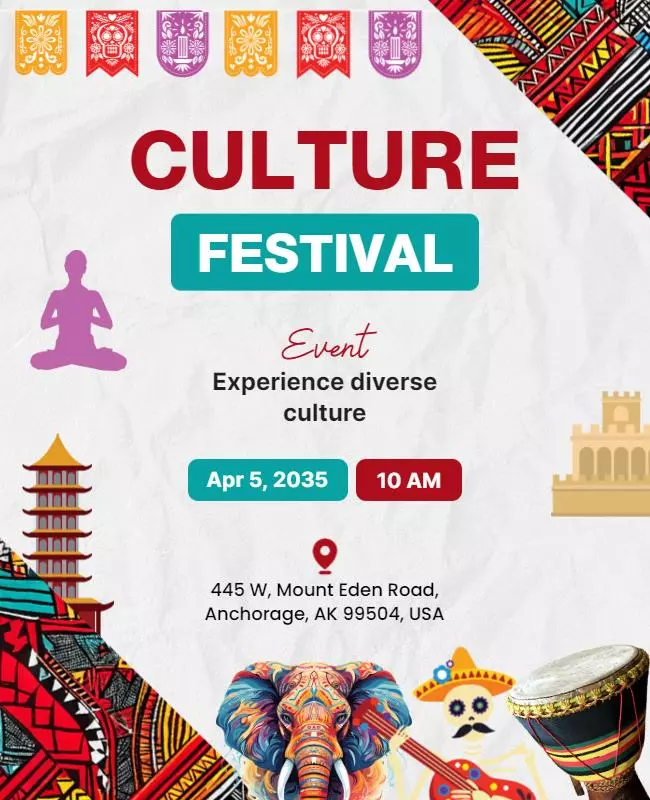 CULTURE
FESTIVAL
Event
Experience diverse
culture
Apr 5, 2035 10 AM
445 W, Mount Eden Road,
Anchorage, AK 99504, USA